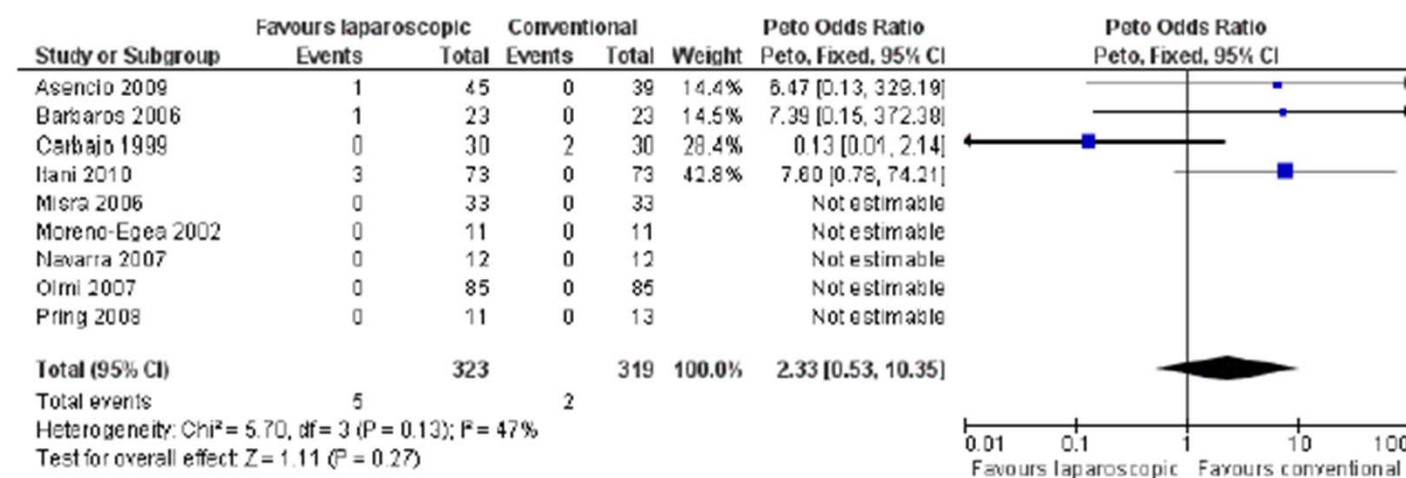 Favours laparoscopic Conventional Peto Odds Ratio Peto Odds Ratio
Study or Subgroup Events Total Events Total Weight Peto, Fixed, 95% CI Peto, Fixed, 95% CI
Asencio 2009 1 45 0 39 14.4% 6.47 [0.13, 329.19]
Barbaros 2006 1 23 0 23 14.5% 7.39 [0.15, 372.38]
Carbajo 1999 0 30 2 30 28.4% 0.13 [0.01, 2.14]
Itani 2010 3 73 0 73 42.8% 7.60 [0.78, 74.21]
Misra 2006 0 33 0 33 Not estimable
Moreno-Egea 2002 0 11 0 11 Not estimable
Navarra 2007 0 12 0 12 Not estimable
Olmi 2007 0 85 0 85 Not estimable
Pring 2008 0 11 0 13 Not estimable
Total (95% CI) 323 319 100.0% 2.33 [0.53, 10.35]
Total events 5 2
Heterogeneity: Chi² = 5.70, df = 3 (P = 0.13); I² = 47%
Test for overall effect: Z = 1.11 (P = 0.27)
0.01 0.1 1 10 100
Favours laparoscopic Favours conventional